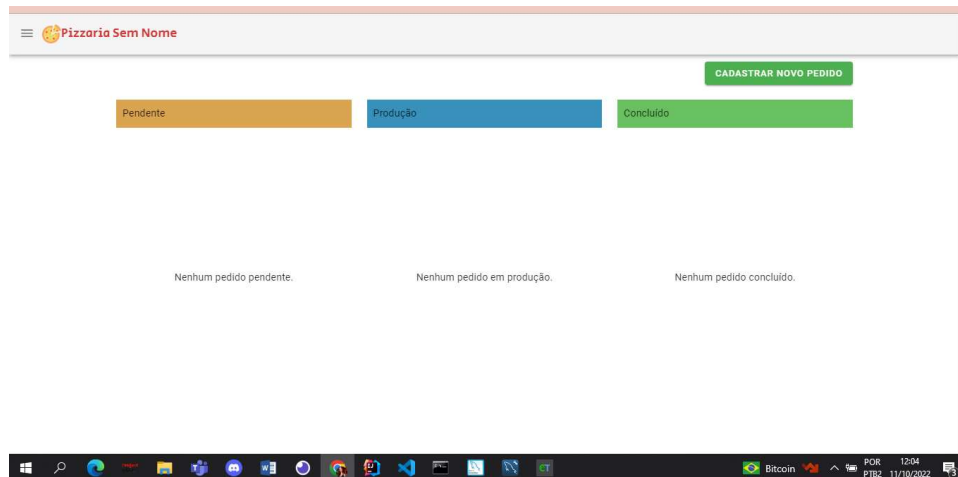 Pizzaria Sem Nome
CADASTRAR NOVO PEDIDO
Pendente
Produção
Concluído
Nenhum pedido pendente.
Nenhum pedido em produção.
Nenhum pedido concluído.
Bitcoin
POR
12:04
PTB2
11/10/2022